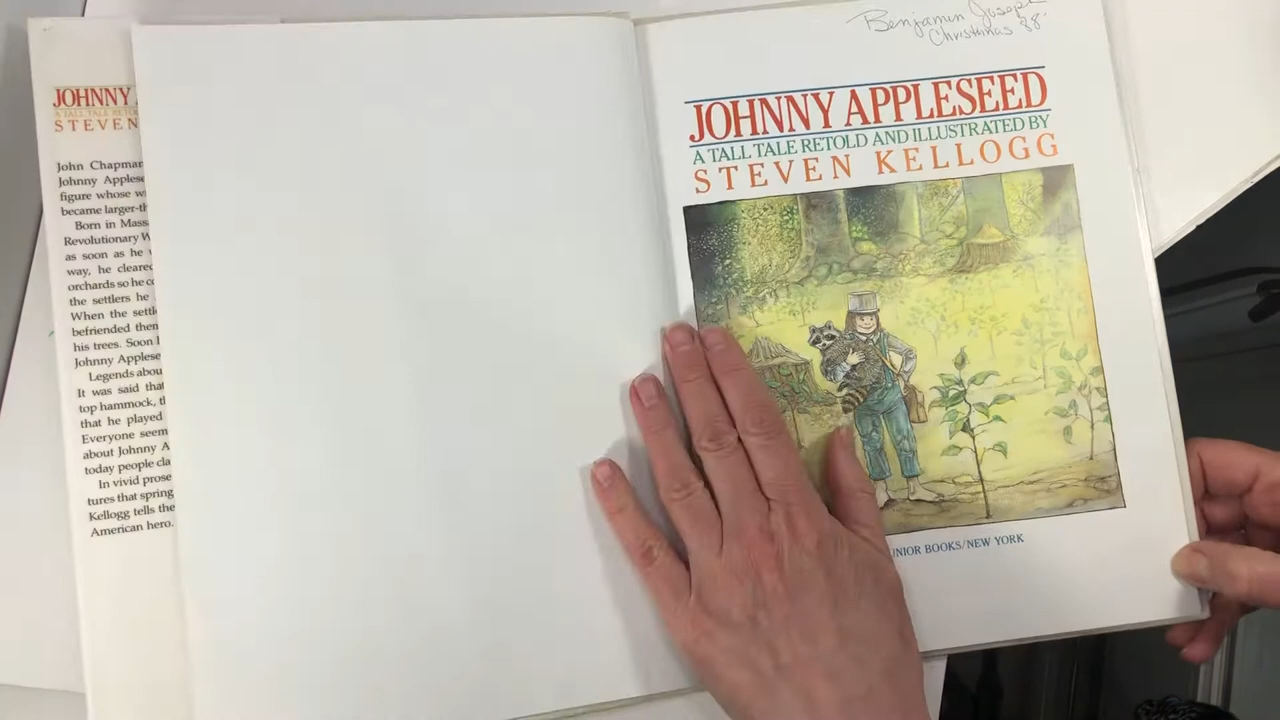 JOHNNY
STEVEN
John Chapman
Johnny Applese
figure whose w
became larger-th
Born in Mass
Revolutionary W
as soon as he
way, he cleared
orchards so he co
the settlers he
When the settl
befriended then
his trees. Soon
Johnny Applese
Legends abou
It was said that
top hammock, t
that he played
Everyone seem
about Johnny A
today people cla
In vivid prose
tures that spring
Kellogg tells the
American hero.
Benjamin Joseph
Christmas 88'
JOHNNY APPLESEED
A TALL TALE RETOLD AND ILLUSTRATED BY
STEVEN KELLOGG
UNIOR BOOKS/NEW YORK